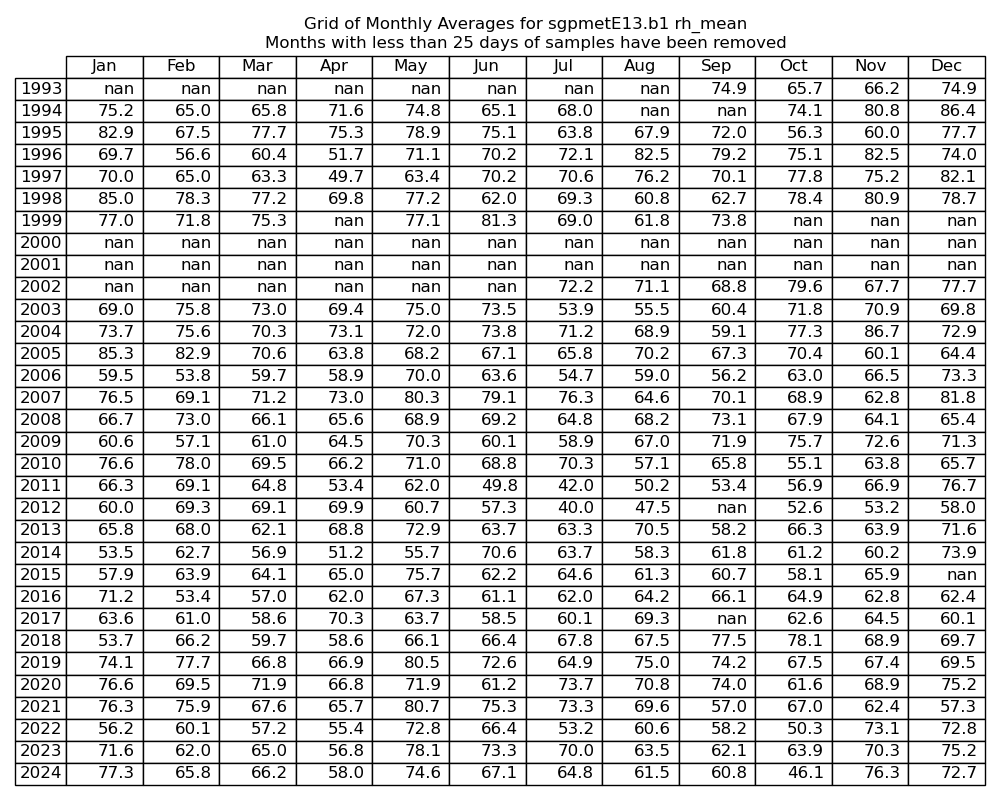 Grid of Monthly Averages for sgpmetE13.b1 rh_mean
Months with less than 25 days of samples have been removed
Jan Feb Mar Apr May Jun Jul Aug Sep Oct Nov Dec
1993 nan nan nan nan nan nan nan nan 74.9 65.7 66.2 74.9
1994 75.2 65.0 65.8 71.6 74.8 65.1 68.0 nan nan 74.1 80.8 86.4
1995 82.9 67.5 77.7 75.3 78.9 75.1 63.8 67.9 72.0 56.3 60.0 77.7
1996 69.7 56.6 60.4 51.7 71.1 70.2 72.1 82.5 79.2 75.1 82.5 74.0
1997 70.0 65.0 63.3 49.7 63.4 70.2 70.6 76.2 70.1 77.8 75.2 82.1
1998 85.0 78.3 77.2 69.8 77.2 62.0 69.3 60.8 62.7 78.4 80.9 78.7
1999 77.0 71.8 75.3 nan 77.1 81.3 69.0 61.8 73.8 nan nan nan
2000 nan nan nan nan nan nan nan nan nan nan nan nan
2001 nan nan nan nan nan nan nan nan nan nan nan nan
2002 nan nan nan nan nan nan 72.2 71.1 68.8 79.6 67.7 77.7
2003 69.0 75.8 73.0 69.4 75.0 73.5 53.9 55.5 60.4 71.8 70.9 69.8
2004 73.7 75.6 70.3 73.1 72.0 73.8 71.2 68.9 59.1 77.3 86.7 72.9
2005 85.3 82.9 70.6 63.8 68.2 67.1 65.8 70.2 67.3 70.4 60.1 64.4
2006 59.5 53.8 59.7 58.9 70.0 63.6 54.7 59.0 56.2 63.0 66.5 73.3
2007 76.5 69.1 71.2 73.0 80.3 79.1 76.3 64.6 70.1 68.9 62.8 81.8
2008 66.7 73.0 66.1 65.6 68.9 69.2 64.8 68.2 73.1 67.9 64.1 65.4
2009 60.6 57.1 61.0 64.5 70.3 60.1 58.9 67.0 71.9 75.7 72.6 71.3
2010 76.6 78.0 69.5 66.2 71.0 68.8 70.3 57.1 65.8 55.1 63.8 65.7
2011 66.3 69.1 64.8 53.4 62.0 49.8 42.0 50.2 53.4 56.9 66.9 76.7
2012 60.0 69.3 69.1 69.9 60.7 57.3 40.0 47.5 nan 52.6 53.2 58.0
2013 65.8 68.0 62.1 68.8 72.9 63.7 63.3 70.5 58.2 66.3 63.9 71.6
2014 53.5 62.7 56.9 51.2 55.7 70.6 63.7 58.3 61.8 61.2 60.2 73.9
2015 57.9 63.9 64.1 65.0 75.7 62.2 64.6 61.3 60.7 58.1 65.9 nan
2016 71.2 53.4 57.0 62.0 67.3 61.1 62.0 64.2 66.1 64.9 62.8 62.4
2017 63.6 61.0 58.6 70.3 63.7 58.5 60.1 69.3 nan 62.6 64.5 60.1
2018 53.7 66.2 59.7 58.6 66.1 66.4 67.8 67.5 77.5 78.1 68.9 69.7
2019 74.1 77.7 66.8 66.9 80.5 72.6 64.9 75.0 74.2 67.5 67.4 69.5
2020 76.6 69.5 71.9 66.8 71.9 61.2 73.7 70.8 74.0 61.6 68.9 75.2
2021 76.3 75.9 67.6 65.7 80.7 75.3 73.3 69.6 57.0 67.0 62.4 57.3
2022 56.2 60.1 57.2 55.4 72.8 66.4 53.2 60.6 58.2 50.3 73.1 72.8
2023 71.6 62.0 65.0 56.8 78.1 73.3 70.0 63.5 62.1 63.9 70.3 75.2
2024 77.3 65.8 66.2 58.0 74.6 67.1 64.8 61.5 60.8 46.1 76.3 72.7